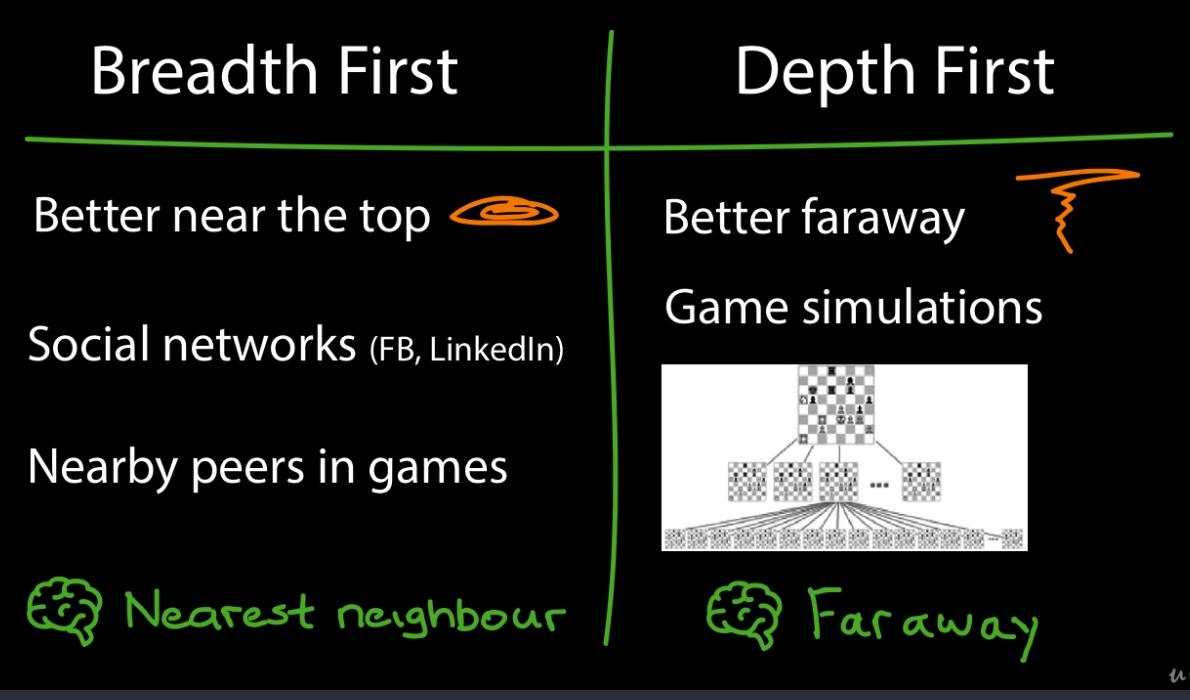 Breadth First
Depth First
Better near the top
Better faraway
Social networks (FB, LinkedIn)
Game simulations
Nearby peers in games
Nearest neighbour
Faraway
u